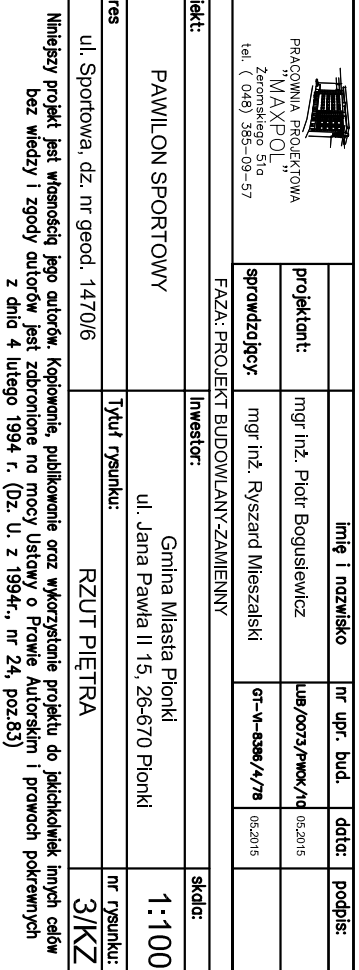 PRACOWNIA PROJEKTOWA
„MAXPOL”
Żeromskiego 51a
tel. ( 048) 385-09-57
imię i nazwisko nr upr. bud. data: podpis:
projektant: mgr inż. Piotr Bogusiewicz LUB/0073/PWOK/10 05.2015
sprawdzający: mgr inż. Ryszard Mieszalski GT-VI-8386/4/78 05.2015
FAZA: PROJEKT BUDOWLANY-ZAMIENNY
iekt: Inwestor: skala:
PAWILON SPORTOWY
Gmina Miasta Pionki
ul. Jana Pawła II 15, 26-670 Pionki
1:100
res Tytuł rysunku: nr rysunku:
ul. Sportowa, dz. nr geod. 1470/6 RZUT PIĘTRA 3/KZ
Niniejszy projekt jest własnością jego autorów. Kopiowanie, publikowanie oraz wykorzystanie projektu do jakichkolwiek innych celów
bez wiedzy i zgody autorów jest zabronione na mocy Ustawy o Prawie Autorskim i prawach pokrewnych
z dnia 4 lutego 1994 r. (Dz. U. z 1994r., nr 24, poz.83)